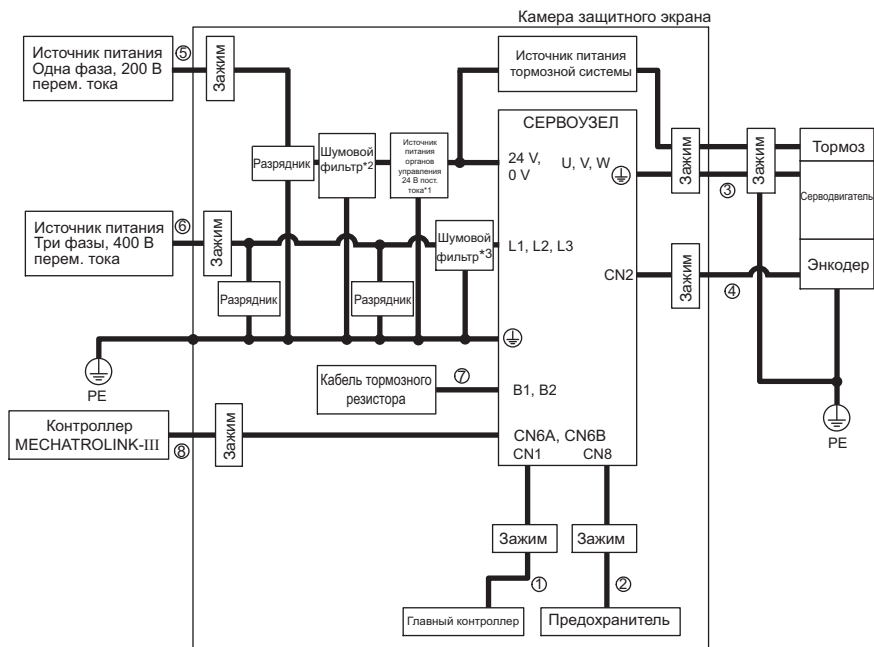 Камера защитного экрана
Источник питания
Одна фаза, 200 В
перем. тока
⑤
Зажим
Источник питания
тормозной системы
СЕРВОУЗЕЛ
Разрядник
Шумовой
фильтр*2
Источник
питания
органов
управления
24 В пост.
тока*1
24 V,
0 V
U, V, W
Зажим
Зажим
③
Тормоз
Серводвигатель
Источник питания
Три фазы, 400 В
перем. тока
⑥
Зажим
Шумовой
фильтр*3
L1, L2, L3
CN2
Зажим
④
Энкодер
Разрядник
Разрядник
PE
Кабель тормозного
резистора
⑦
B1, B2
PE
Контроллер
MECHATROLINK-III
⑧
Зажим
CN6A, CN6B
CN1
CN8
Зажим
Зажим
①
②
Главный контроллер
Предохранитель